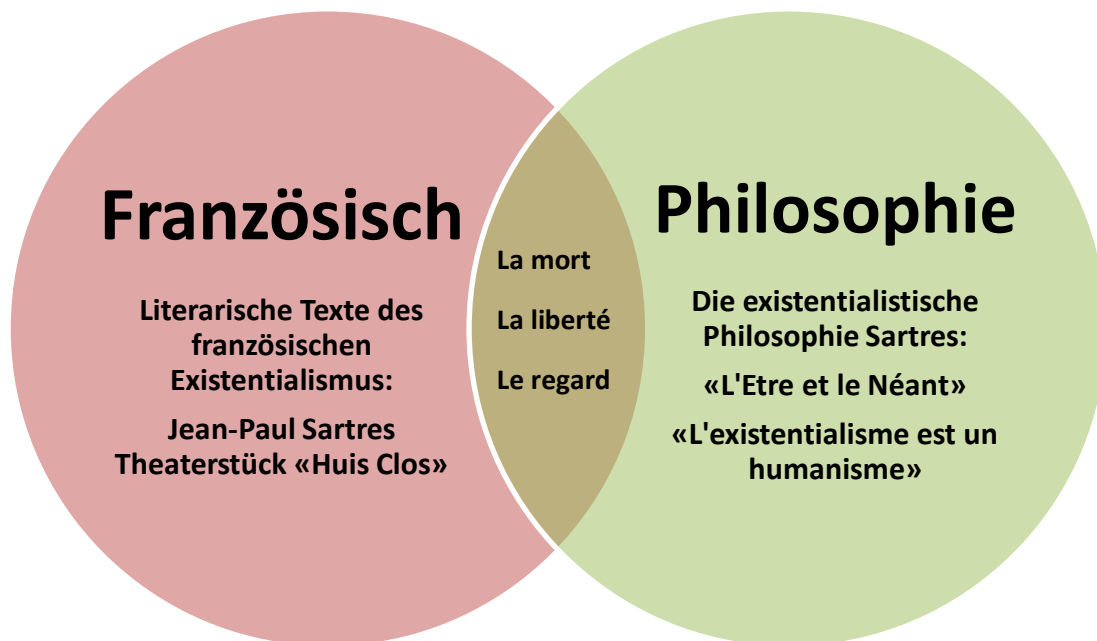 Französisch
Literarische Texte des
französischen
Existentialismus:
Jean-Paul Sartres
Theaterstück «Huis Clos»
La mort
La liberté
Le regard
Philosophie
Die existentialistische
Philosophie Sartres:
«L'Etre et le Néant»
«L'existentialisme est un
humanisme»